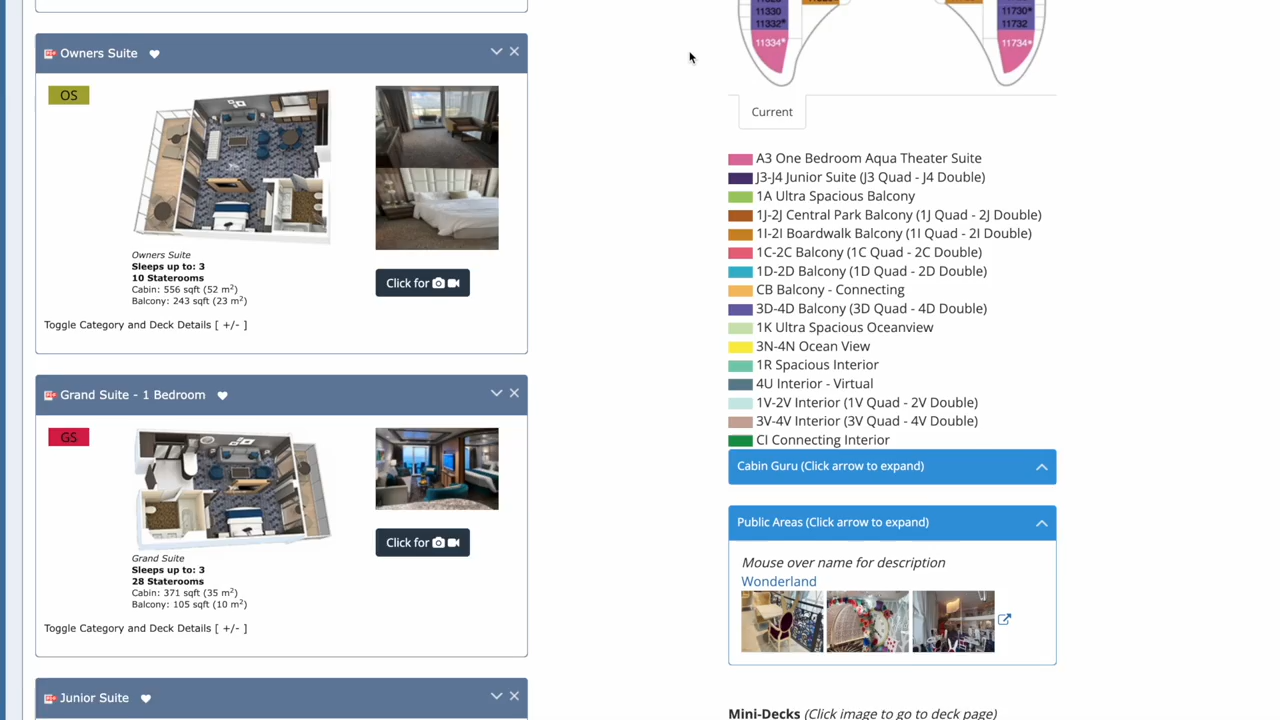 Owners Suite
OS
Owners Suite
Sleeps up to: 3
10 Staterooms
Cabin: 556 sqft (52 m²)
Balcony: 243 sqft (23 m²)
Click for
Toggle Category and Deck Details [ +/- ]
Grand Suite - 1 Bedroom
GS
Grand Suite
Sleeps up to: 3
28 Staterooms
Cabin: 371 sqft (35 m²)
Balcony: 105 sqft (10 m²)
Click for
Toggle Category and Deck Details [ +/- ]
Junior Suite
11330
11332*
11334*
11730*
11732
11734*
Current
A3 One Bedroom Aqua Theater Suite
J3-J4 Junior Suite (J3 Quad - J4 Double)
1A Ultra Spacious Balcony
1J-2J Central Park Balcony (1J Quad - 2J Double)
1I-2I Boardwalk Balcony (1I Quad - 2I Double)
1C-2C Balcony (1C Quad - 2C Double)
1D-2D Balcony (1D Quad - 2D Double)
CB Balcony - Connecting
3D-4D Balcony (3D Quad - 4D Double)
1K Ultra Spacious Oceanview
3N-4N Ocean View
1R Spacious Interior
4U Interior - Virtual
1V-2V Interior (1V Quad - 2V Double)
3V-4V Interior (3V Quad - 4V Double)
CI Connecting Interior
Cabin Guru (Click arrow to expand)
Public Areas (Click arrow to expand)
Mouse over name for description
Wonderland
Mini-Decks (Click image to go to deck page)